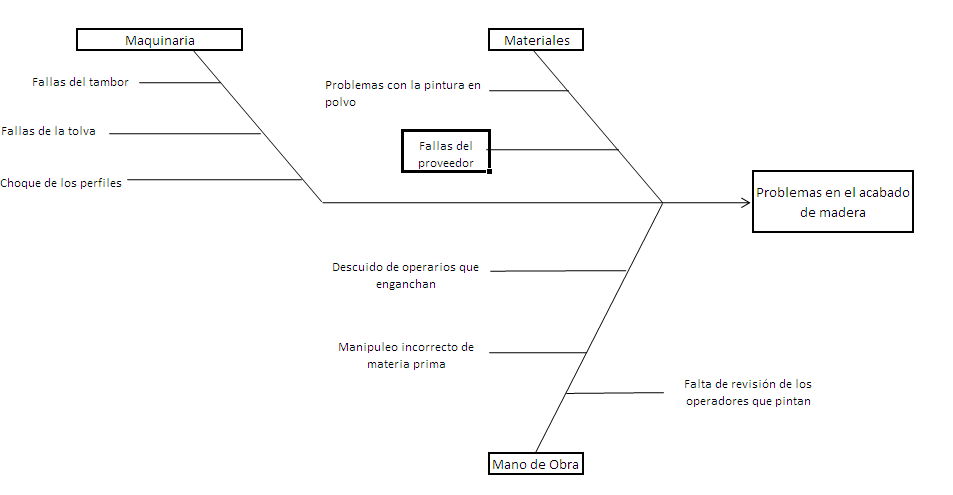 Maquinaria
Materiales
Fallas del tambor
Problemas con la pintura en
polvo
Fallas de la tolva
Fallas del
proveedor
Choque de los perfiles
Problemas en el acabado
de madera
Descuido de operarios que
enganchan
Manipuleo incorrecto de
materia prima
Falta de revisión de los
operadores que pintan
Mano de Obra